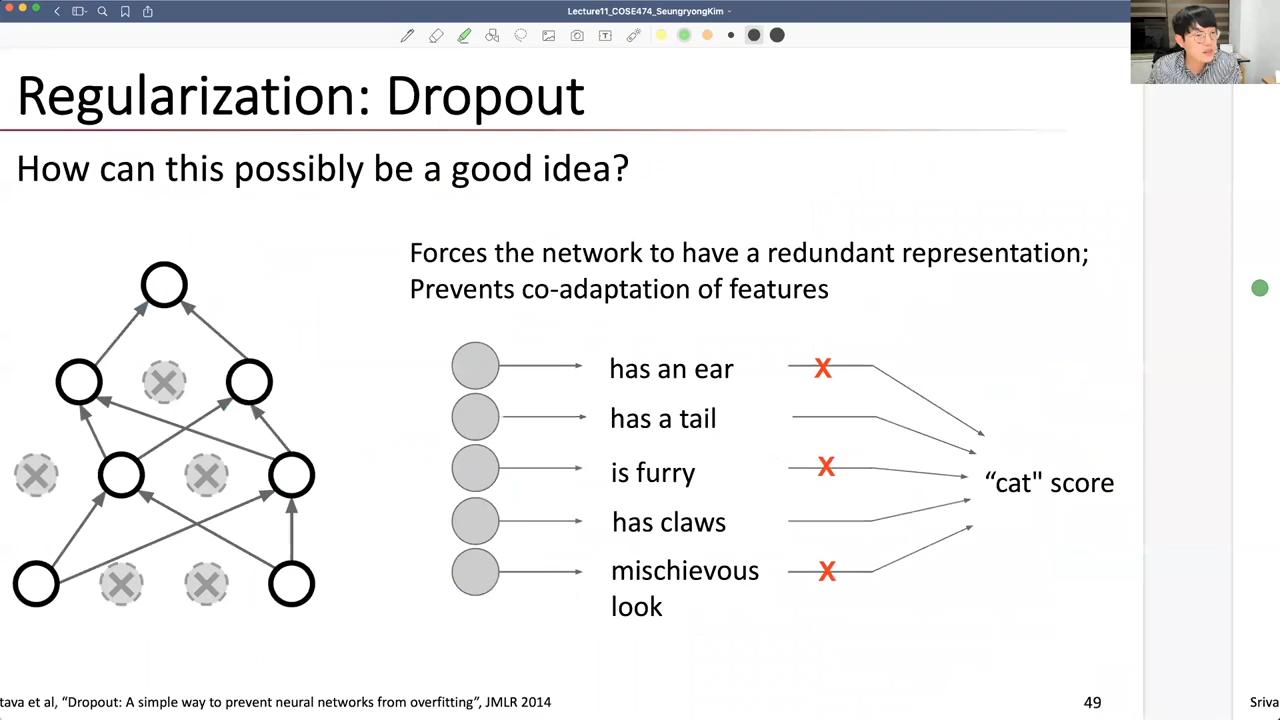 Lecture11_COSE474_SeungryongKim
Regularization: Dropout
How can this possibly be a good idea?
Forces the network to have a redundant representation;
Prevents co-adaptation of features
has an ear
X
has a tail
is furry
X
“cat" score
has claws
mischievous
look
X
tava et al, “Dropout: A simple way to prevent neural networks from overfitting”, JMLR 2014
49
Sriva